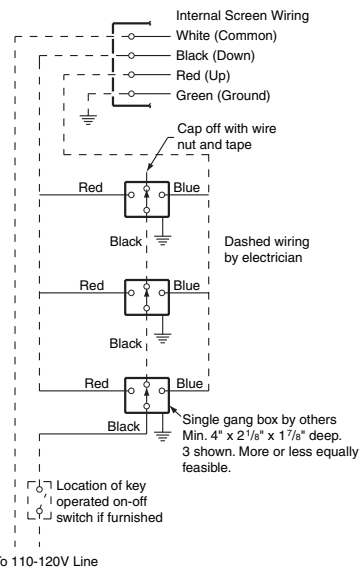 Internal Screen Wiring
White (Common)
Black (Down)
Red (Up)
Green (Ground)
Cap off with wire
nut and tape
Red
Blue
Black
Dashed wiring
by electrician
Red
Blue
Black
Red
Blue
Black
Single gang box by others
Min. 4" x 2 1/8" x 1 7/8" deep.
3 shown. More or less equally
feasible.
Location of key
operated on-off
switch if furnished
To 110-120V Line